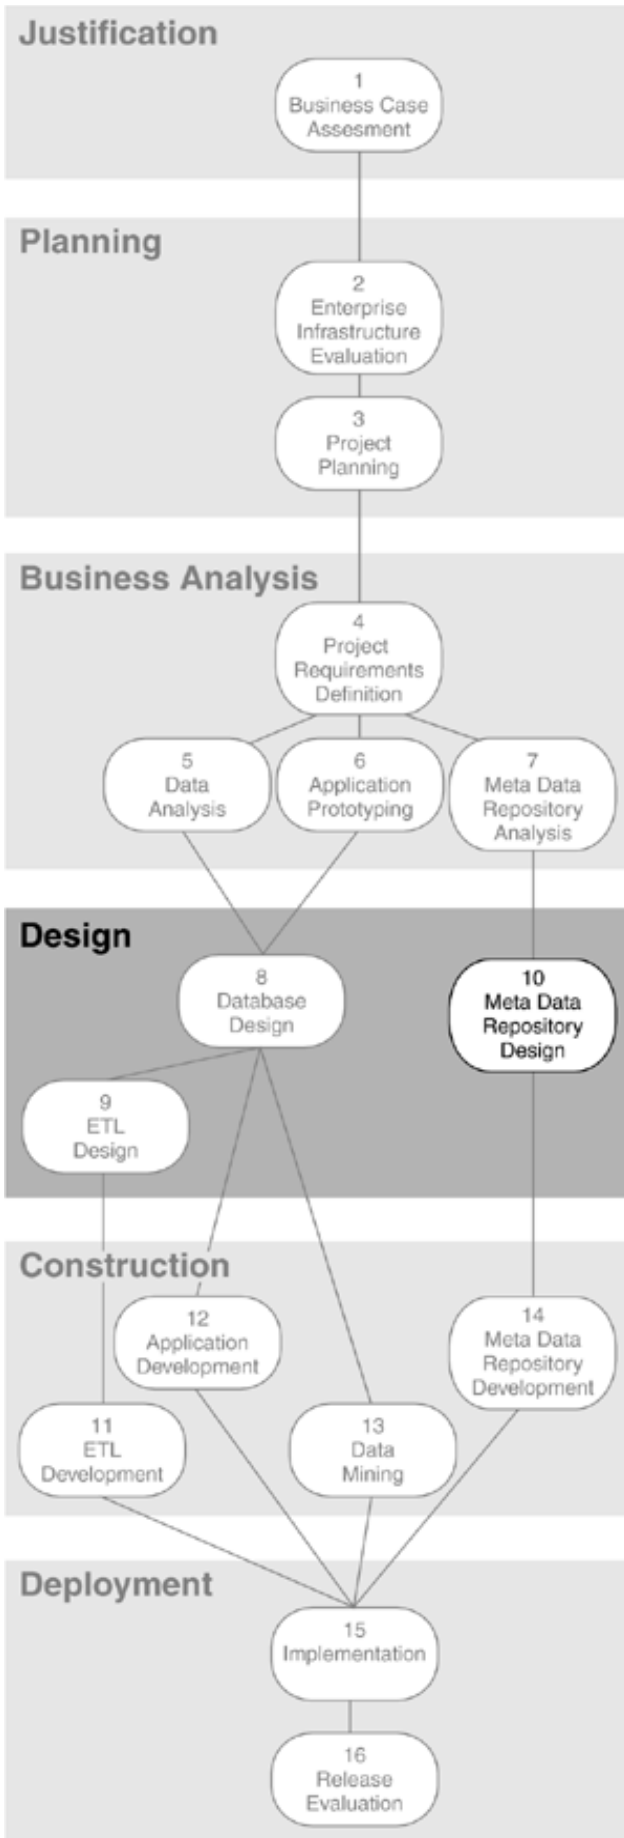 Justification
1
Business Case
Assesment
Planning
2
Enterprise
Infrastructure
Evaluation
3
Project
Planning
Business Analysis
4
Project
Requirements
Definition
5
Data
Analysis
6
Application
Prototyping
7
Meta Data
Repository
Analysis
Design
8
Database
Design
10
Meta Data
Repository
Design
9
ETL
Design
Construction
12
Application
Development
14
Meta Data
Repository
Development
11
ETL
Development
13
Data
Mining
Deployment
15
Implementation
16
Release
Evaluation